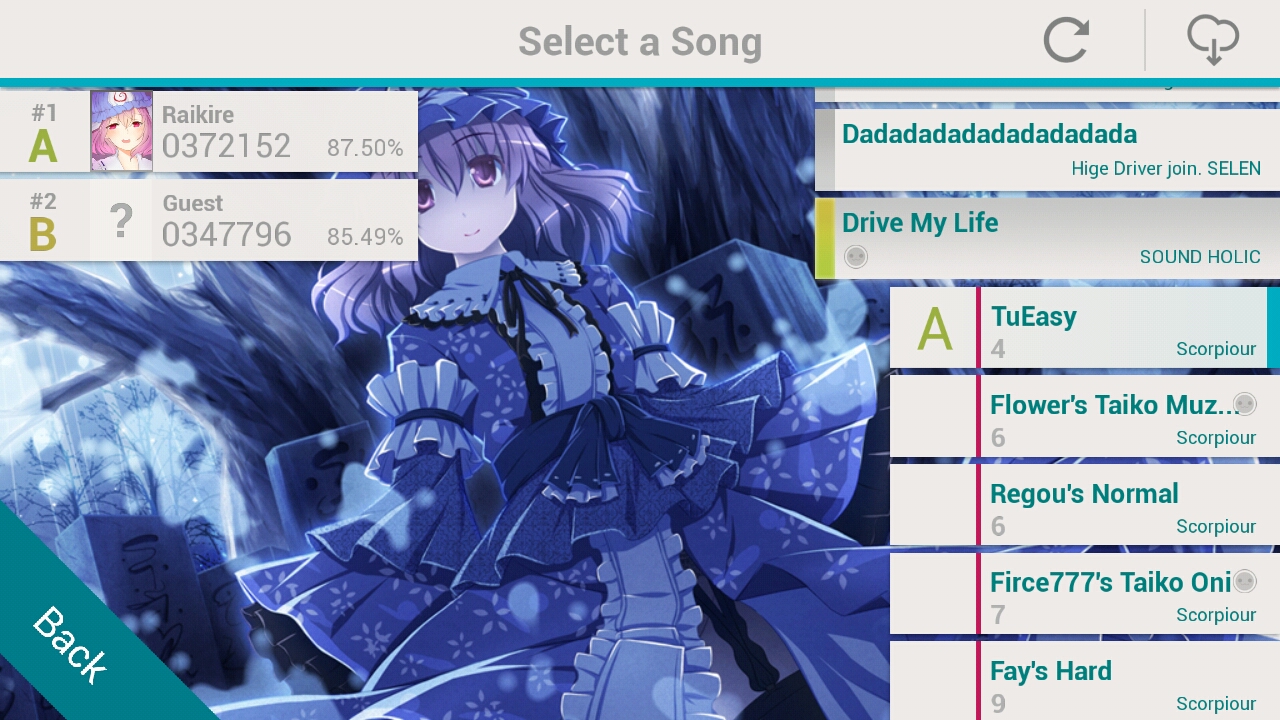 Select a Song
#1
A
Raikire
0372152
87.50%
#2
B
?
Guest
0347796
85.49%
Dadadadadadadadadada
Hige Driver join. SELEN
Drive My Life
SOUND HOLIC
A
TuEasy
4
Scorpiour
Flower's Taiko Muz...
6
Scorpiour
Regou's Normal
6
Scorpiour
Firce777's Taiko Oni
7
Scorpiour
Fay's Hard
9
Scorpiour
Back